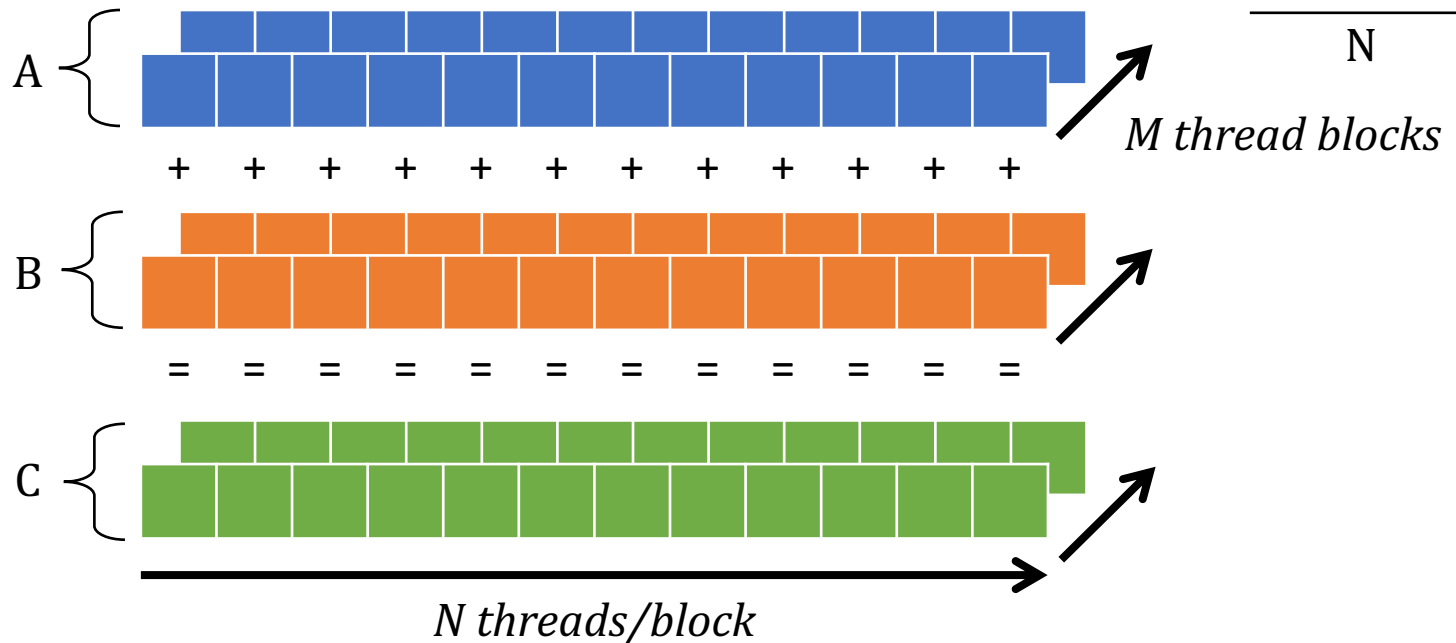 A
N
M thread blocks
+ + + + + + + + + + + +
B
= = = = = = = = = = = =
C
N threads/block